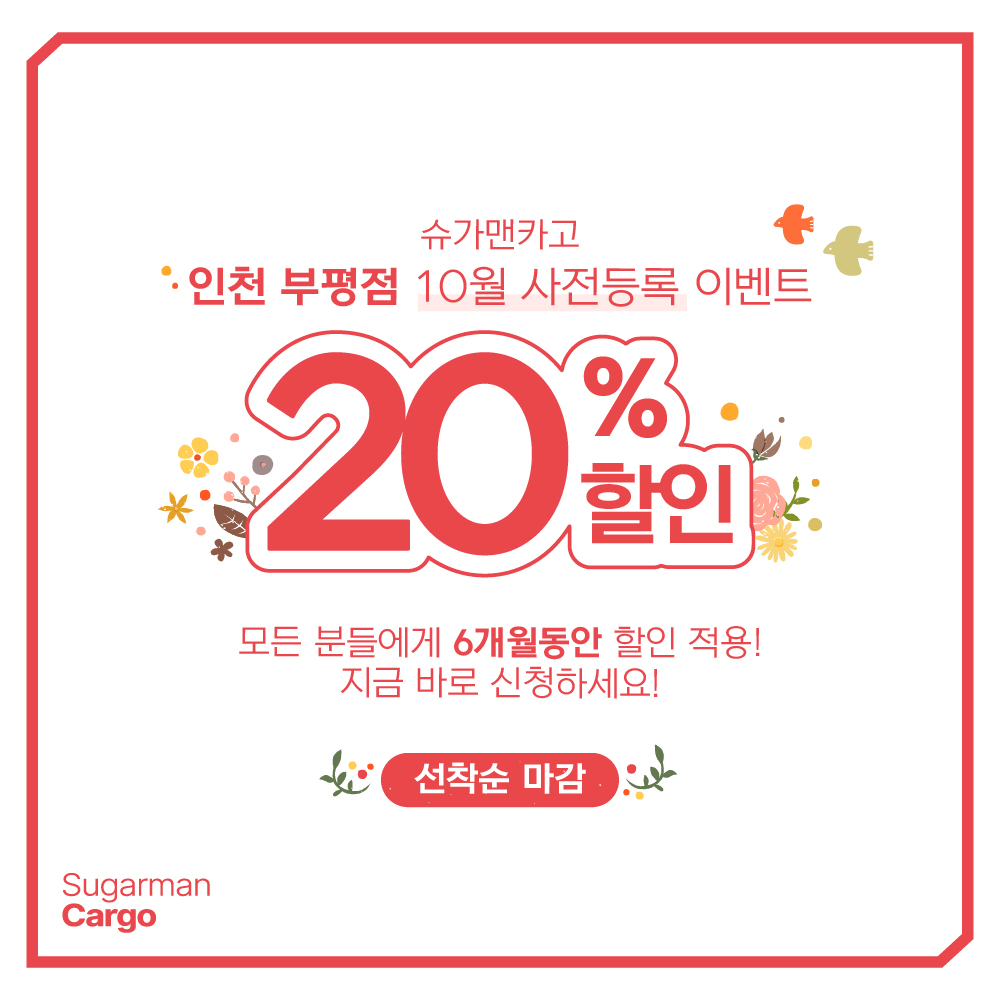 슈가맨카고
인천 부평점 10월 사전등록 이벤트
20%
할인
모든 분들에게 6개월동안 할인 적용!
지금 바로 신청하세요!
선착순 마감
Sugarman
Cargo